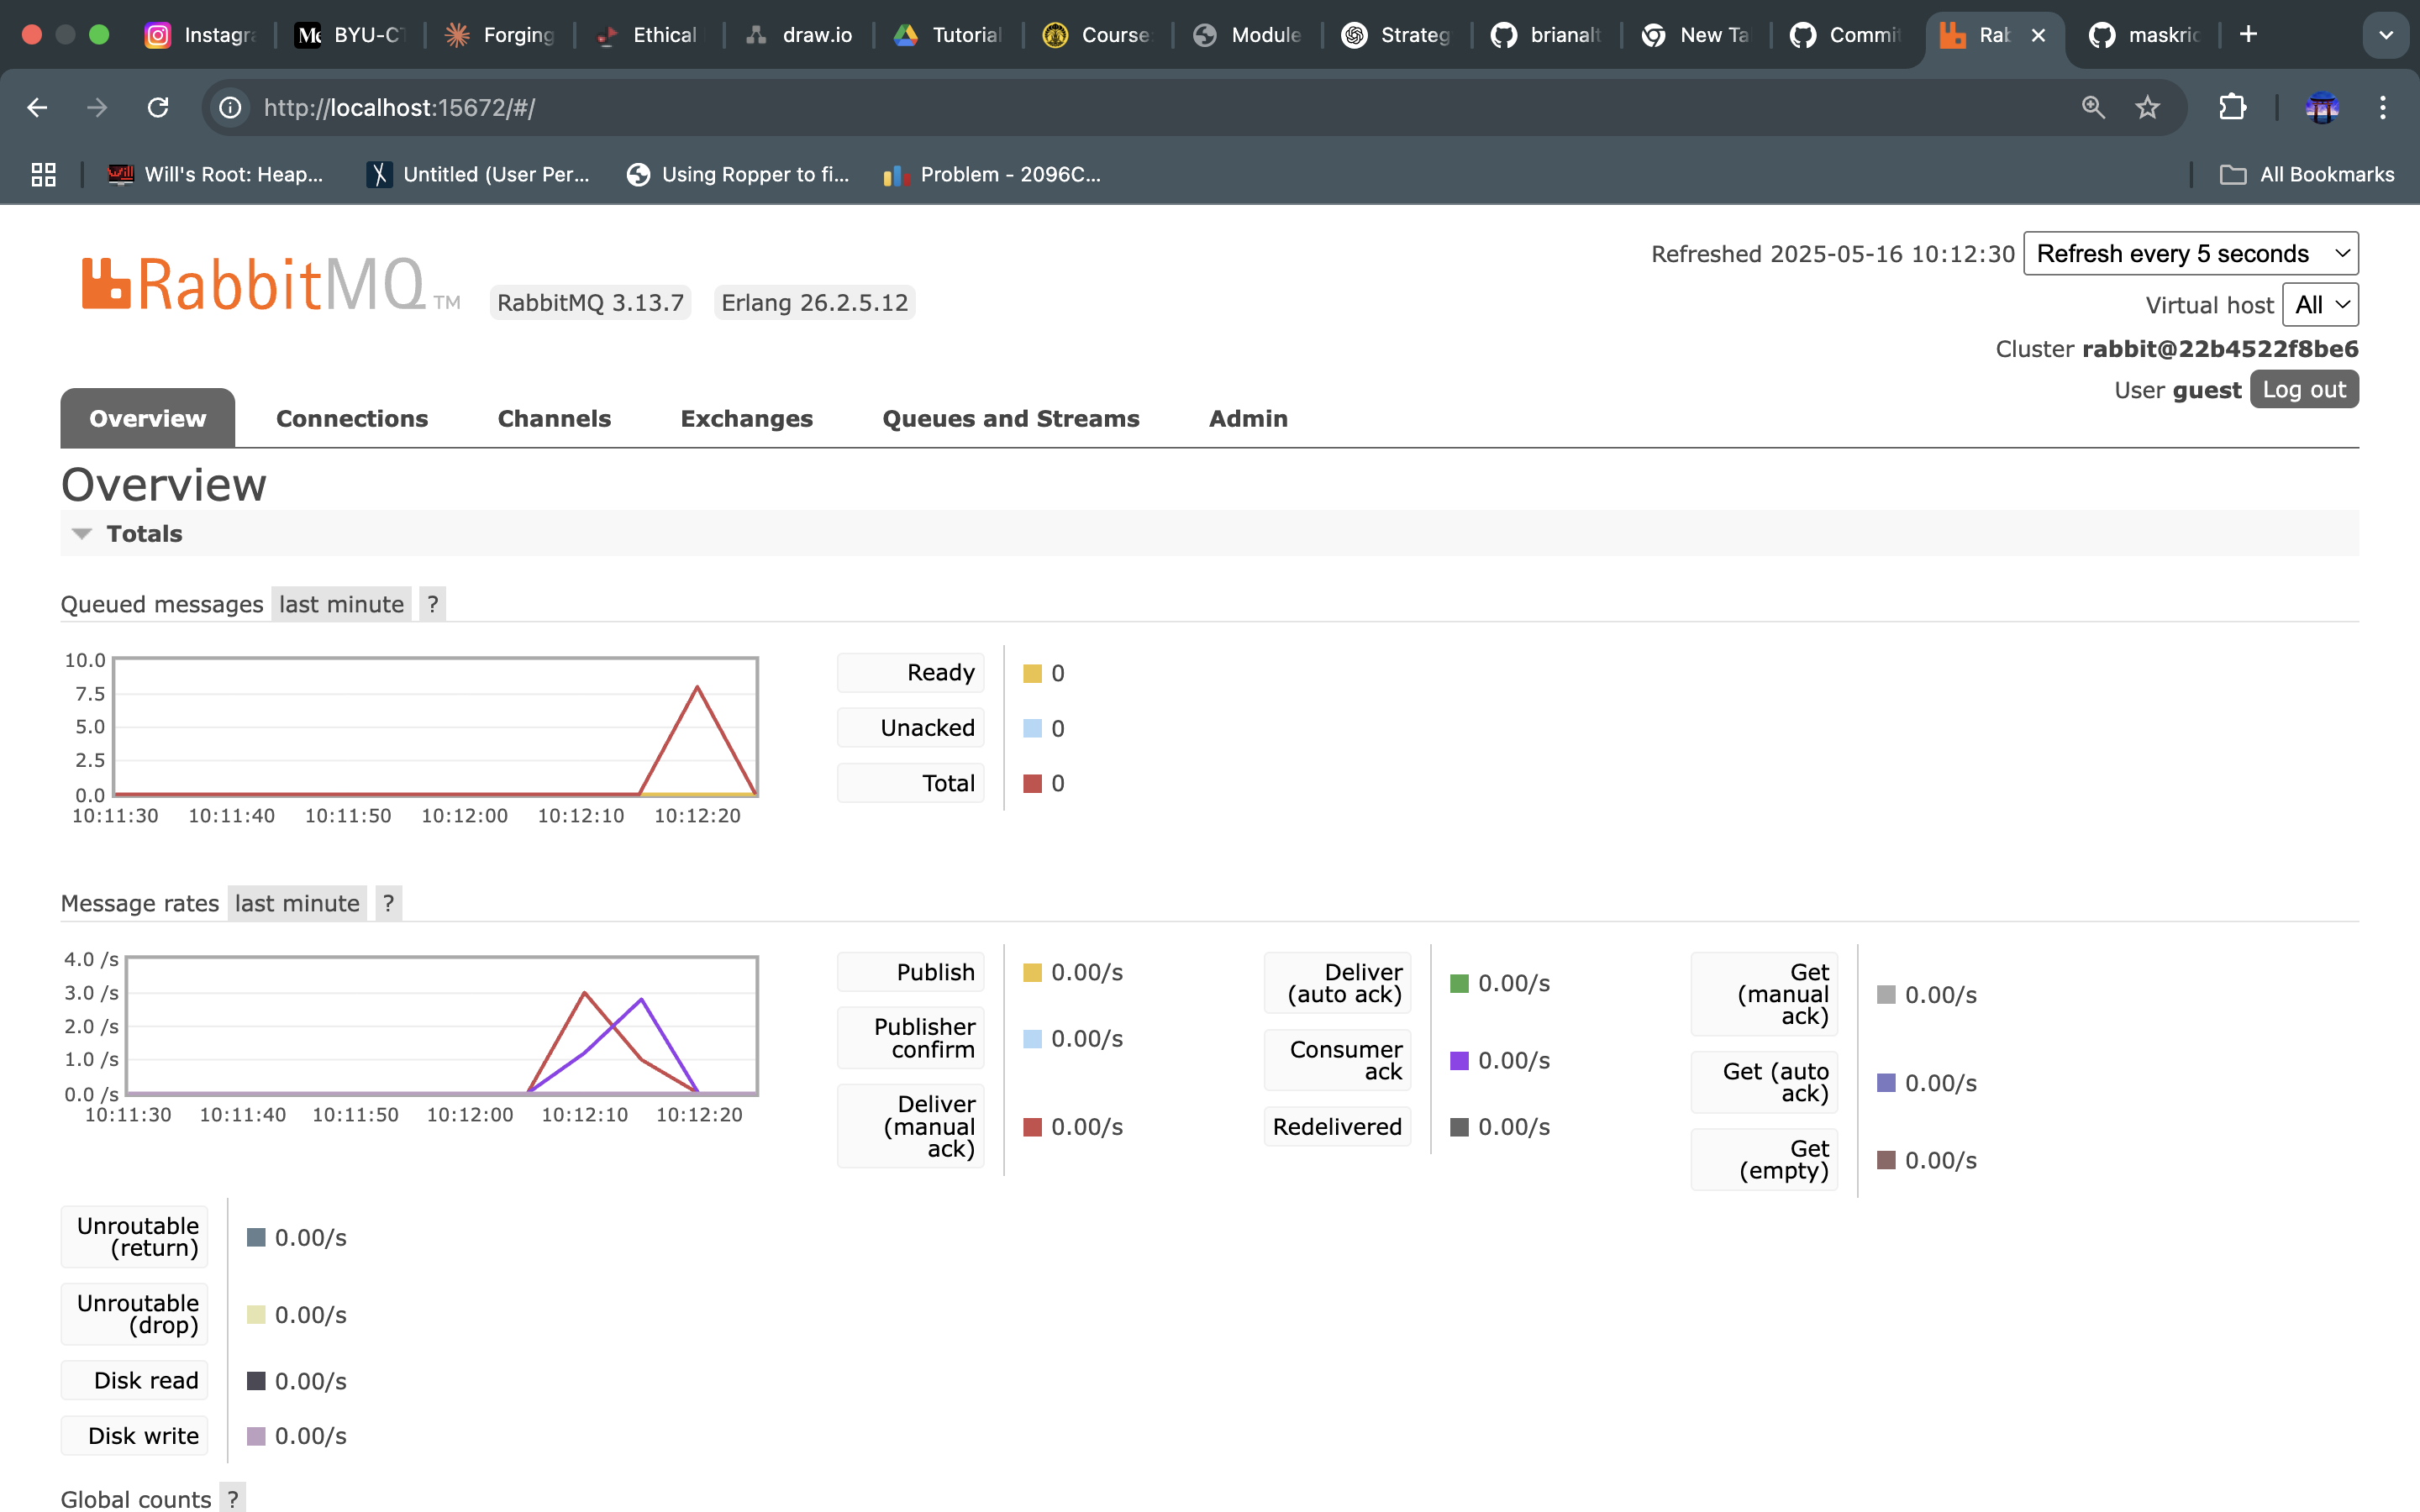 Instagra
Me BYU-CT
Forging
Ethical
draw.io
Tutorial
Course
Module
Strateg
brianalt
New Ta
Commit
Rab
maskric
http://localhost:15672/#/
Will's Root: Heap...
Untitled (User Per...
Using Ropper to fi...
Problem - 2096C...
All Bookmarks
RabbitMQ TM
RabbitMQ 3.13.7
Erlang 26.2.5.12
Refreshed 2025-05-16 10:12:30 Refresh every 5 seconds
Virtual host All
Cluster rabbit@22b4522f8be6
User guest Log out
Overview Connections Channels Exchanges Queues and Streams Admin
Overview
Totals
Queued messages last minute ?
10.0
7.5
5.0
2.5
0.0
10:11:30 10:11:40 10:11:50 10:12:00 10:12:10 10:12:20
Ready 0
Unacked 0
Total 0
Message rates last minute ?
4.0 /s
3.0 /s
2.0 /s
1.0 /s
0.0 /s
10:11:30 10:11:40 10:11:50 10:12:00 10:12:10 10:12:20
Publish 0.00/s
Publisher
confirm 0.00/s
Deliver
(manual 0.00/s
ack)
Deliver
(auto ack) 0.00/s
Consumer
ack 0.00/s
Redelivered 0.00/s
Get
(manual 0.00/s
ack)
Get (auto
ack) 0.00/s
Get
(empty) 0.00/s
Unroutable
(return) 0.00/s
Unroutable
(drop) 0.00/s
Disk read 0.00/s
Disk write 0.00/s
Global counts ?